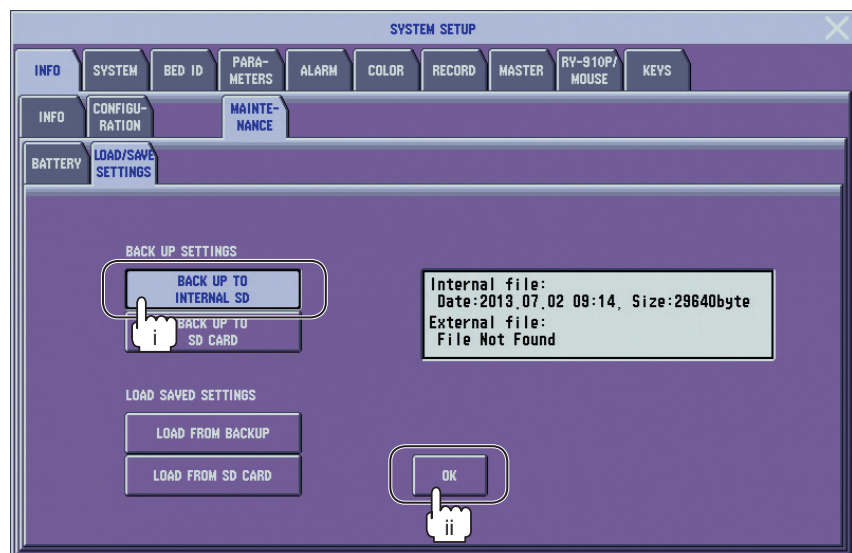 SYSTEM SETUP
INFO SYSTEM BED ID PARA- ALARM COLOR RECORD MASTER RY-910P/ KEYS
METERS MOUSE
INFO CONFIGU- MAINTE-
RATION NANCE
BATTERY LOAD/SAVE
SETTINGS
BACK UP SETTINGS
BACK UP TO
INTERNAL SD
BACK UP TO
SD CARD
i
Internal file:
Date:2013.07.02 09:14, Size:29640byte
External file:
File Not Found
LOAD SAVED SETTINGS
LOAD FROM BACKUP
LOAD FROM SD CARD
OK
ii